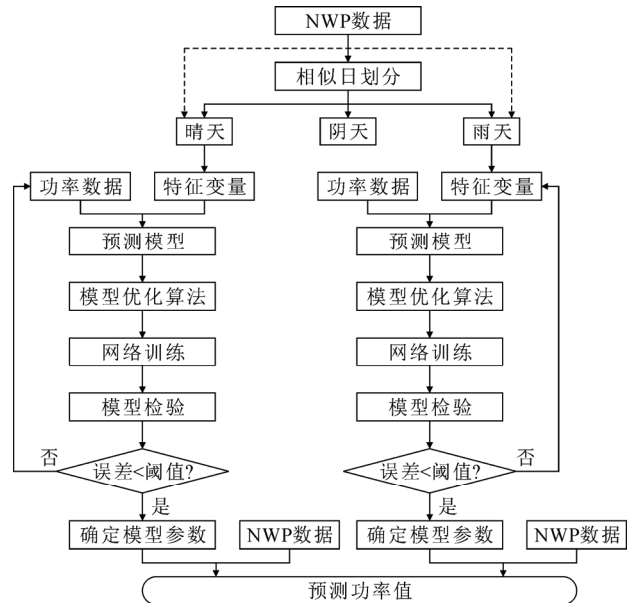 NWP数据
相似日划分
晴天
阴天
雨天
功率数据
特征变量
功率数据
特征变量
预测模型
预测模型
模型优化算法
模型优化算法
网络训练
网络训练
模型检验
模型检验
否
误差<阈值?
误差<阈值?
否
是
是
确定模型参数
NWP数据
确定模型参数
NWP数据
预测功率值